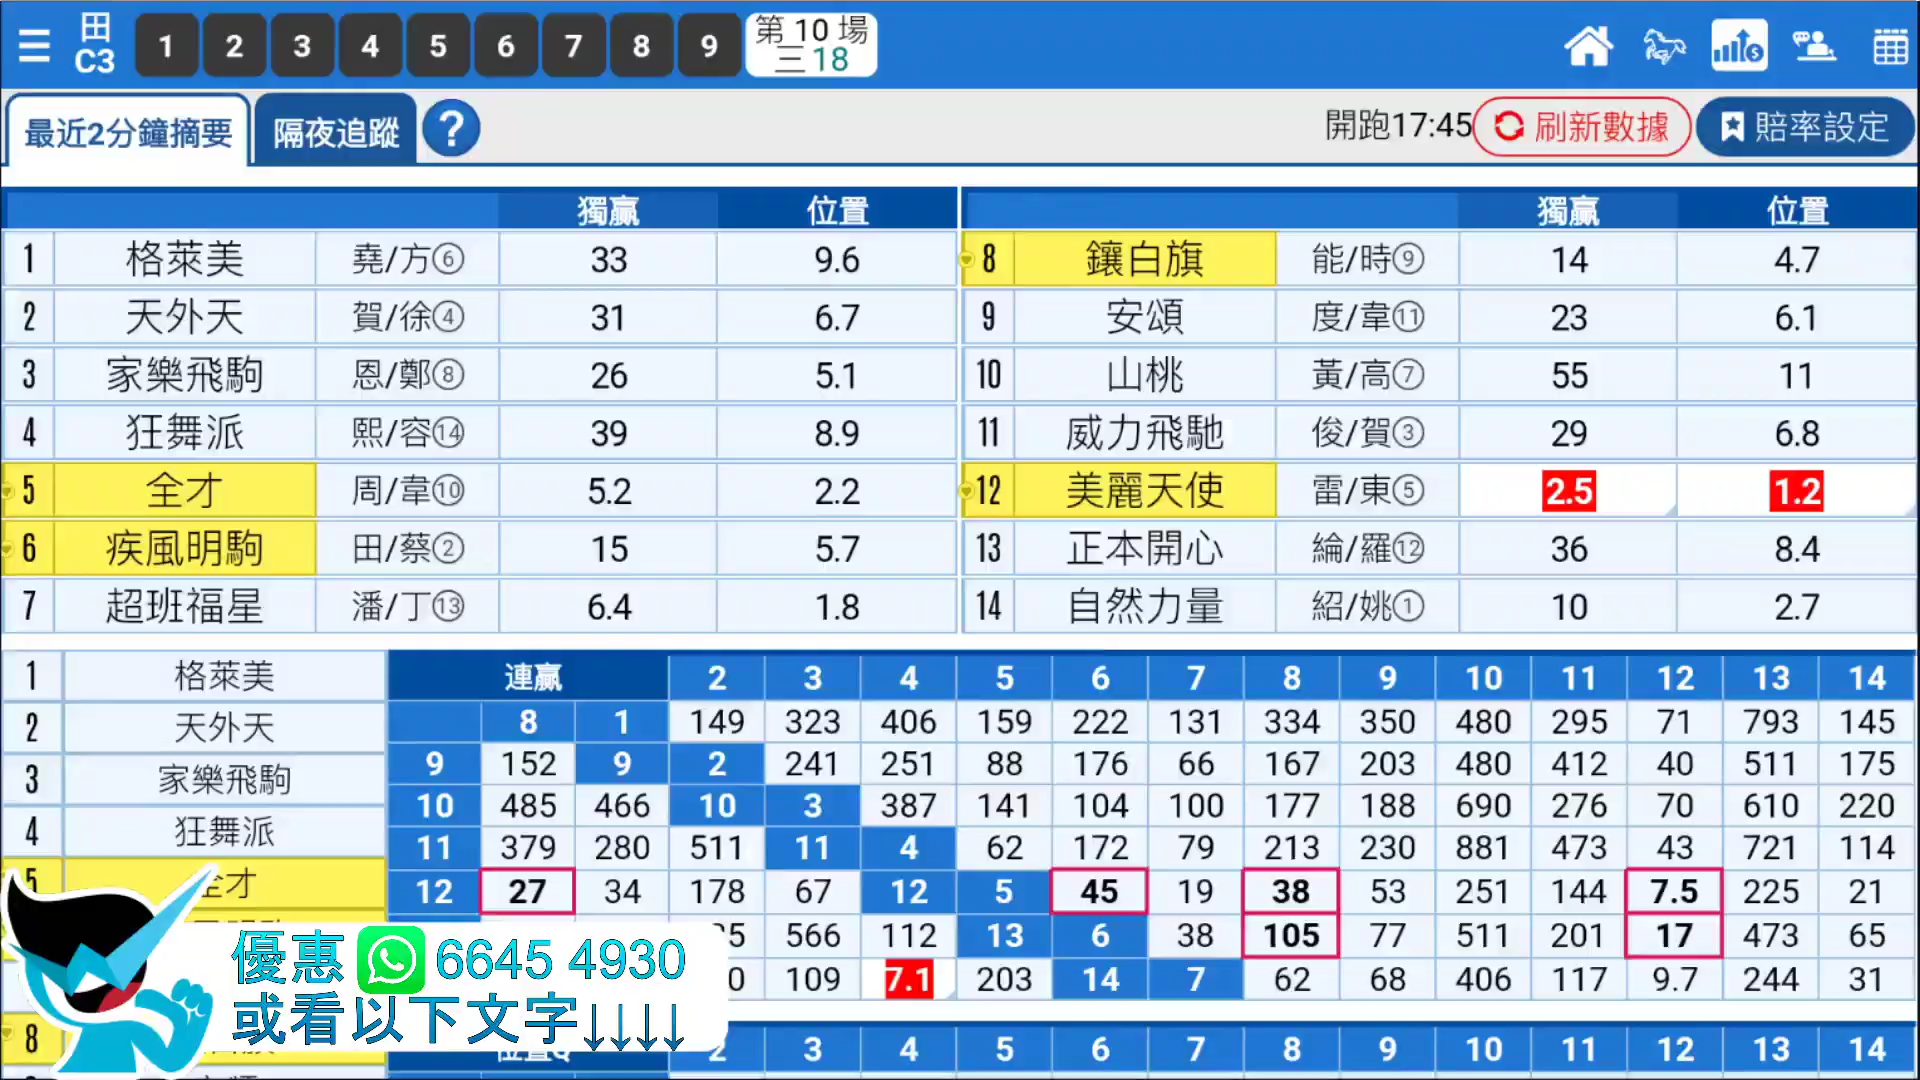 田
C3
1 2 3 4 5 6 7 8 9
第 10 場
三18
最近2分鐘摘要 隔夜追蹤 ? 開跑17:45 刷新數據 賠率設定
獨贏 位置 獨贏 位置
1 格萊美 堯/方⑥ 33 9.6 8 鑲白旗 能/時⑨ 14 4.7
2 天外天 賀/徐④ 31 6.7 9 安頌 度/韋⑪ 23 6.1
3 家樂飛駒 恩/鄭⑧ 26 5.1 10 山桃 黃/高⑦ 55 11
4 狂舞派 熙/容⑭ 39 8.9 11 威力飛馳 俊/賀③ 29 6.8
5 全才 周/韋⑩ 5.2 2.2 12 美麗天使 雷/東⑤ 2.5 1.2
6 疾風明駒 田/蔡② 15 5.7 13 正本開心 綸/羅⑫ 36 8.4
7 超班福星 潘/丁⑬ 6.4 1.8 14 自然力量 紹/姚① 10 2.7
1 格萊美 連贏 2 3 4 5 6 7 8 9 10 11 12 13 14
2 天外天 8 1 149 323 406 159 222 131 334 350 480 295 71 793 145
3 家樂飛駒 9 152 9 2 241 251 88 176 66 167 203 480 412 40 511 175
10 485 466 10 3 387 141 104 100 177 188 690 276 70 610 220
4 狂舞派 11 379 280 511 11 4 62 172 79 213 230 881 473 43 721 114
5 全才 12 27 34 178 67 12 5 45 19 38 53 251 144 7.5 225 21
566 112 13 6 38 105 77 511 201 17 473 65
109 7.1 203 14 7 62 68 406 117 9.7 244 31
優惠 6645 4930
或看以下文字↓↓↓↓
8 位置Q 2 3 4 5 6 7 8 9 10 11 12 13 14